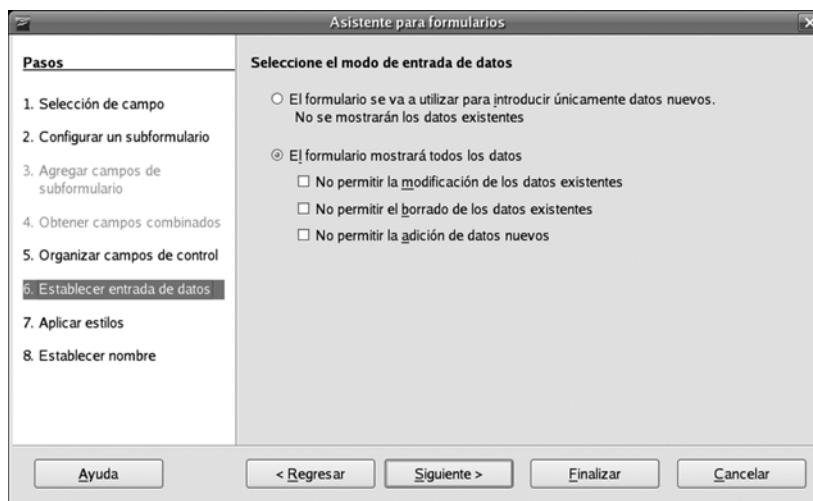 Asistente para formularios
Pasos
1. Selección de campo
2. Configurar un subformulario
3. Agregar campos de
subformulario
4. Obtener campos combinados
5. Organizar campos de control
6. Establecer entrada de datos
7. Aplicar estilos
8. Establecer nombre
Seleccione el modo de entrada de datos
El formulario se va a utilizar para introducir únicamente datos nuevos.
No se mostrarán los datos existentes
El formulario mostrará todos los datos
No permitir la modificación de los datos existentes
No permitir el borrado de los datos existentes
No permitir la adición de datos nuevos
Ayuda
< Regresar
Siguiente >
Finalizar
Cancelar